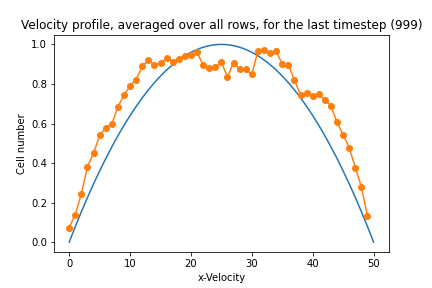 Velocity profile, averaged over all rows, for the last timestep (999)
1.0
0.8
0.6
0.4
0.2
0.0
Cell number
0 10 20 30 40 50
x-Velocity